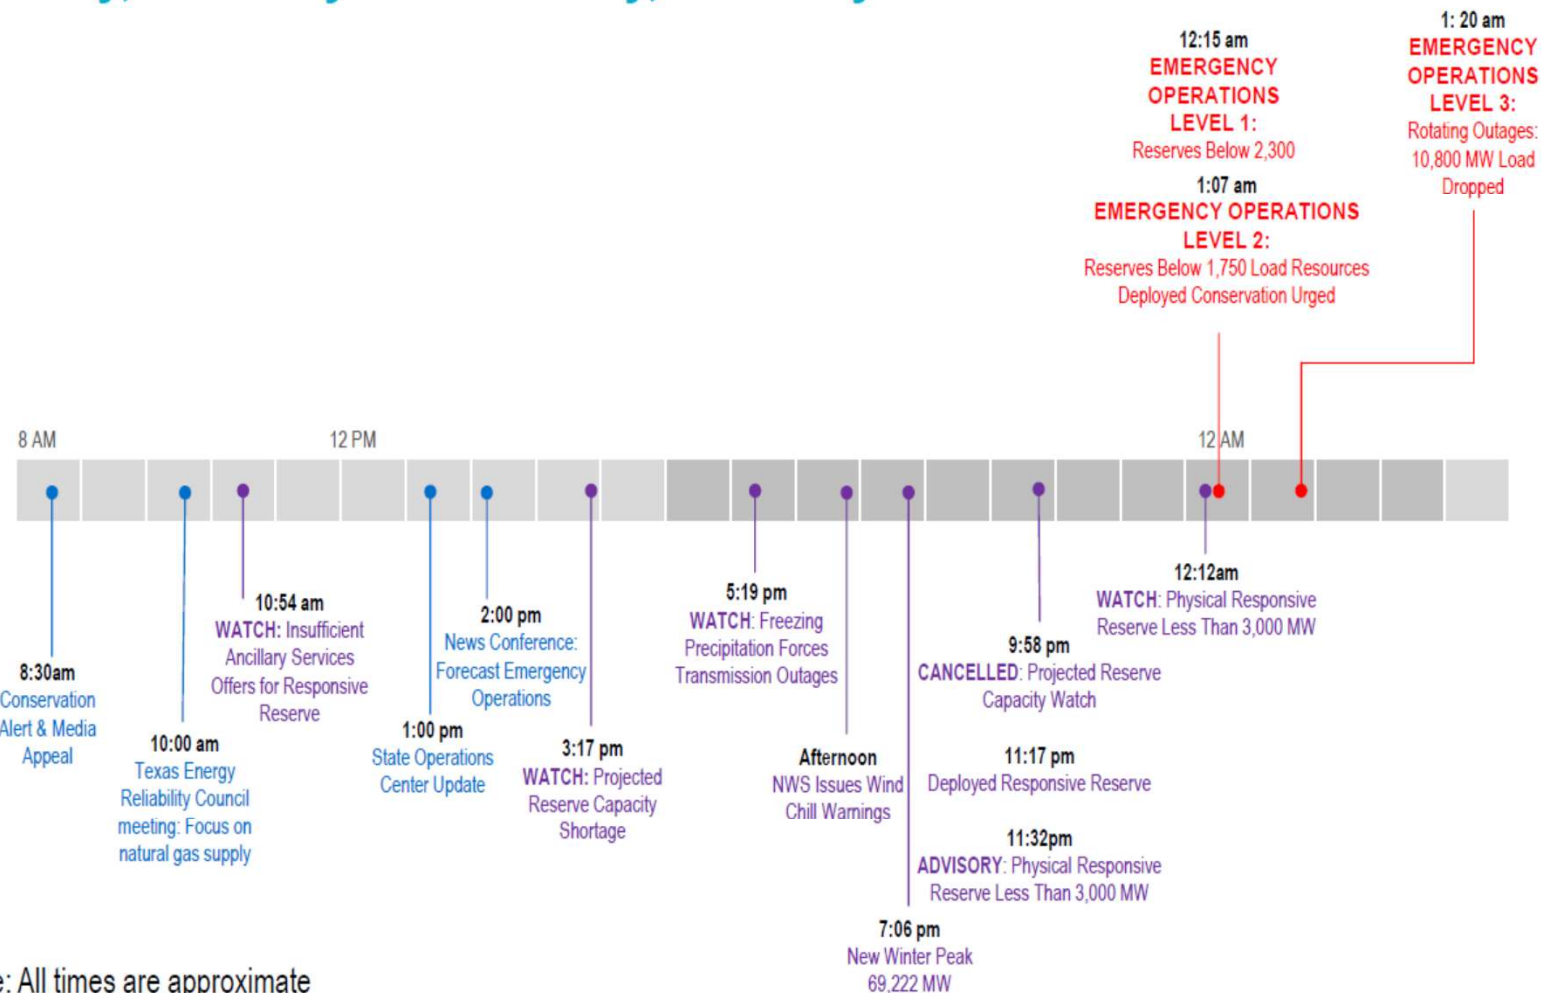 12:15 am
EMERGENCY
OPERATIONS
LEVEL 1:
Reserves Below 2,300
1:07 am
EMERGENCY OPERATIONS
LEVEL 2:
Reserves Below 1,750 Load Resources
Deployed Conservation Urged
1: 20 am
EMERGENCY
OPERATIONS
LEVEL 3:
Rotating Outages:
10,800 MW Load
Dropped
8 AM
12 PM
12 AM
8:30am
Conservation
Alert & Media
Appeal
10:00 am
Texas Energy
Reliability Council
meeting: Focus on
natural gas supply
10:54 am
WATCH: Insufficient
Ancillary Services
Offers for Responsive
Reserve
1:00 pm
State Operations
Center Update
2:00 pm
News Conference:
Forecast Emergency
Operations
3:17 pm
WATCH: Projected
Reserve Capacity
Shortage
5:19 pm
WATCH: Freezing
Precipitation Forces
Transmission Outages
Afternoon
NWS Issues Wind
Chill Warnings
7:06 pm
New Winter Peak
69,222 MW
9:58 pm
CANCELLED: Projected Reserve
Capacity Watch
11:17 pm
Deployed Responsive Reserve
11:32pm
ADVISORY: Physical Responsive
Reserve Less Than 3,000 MW
12:12am
WATCH: Physical Responsive
Reserve Less Than 3,000 MW
: All times are approximate